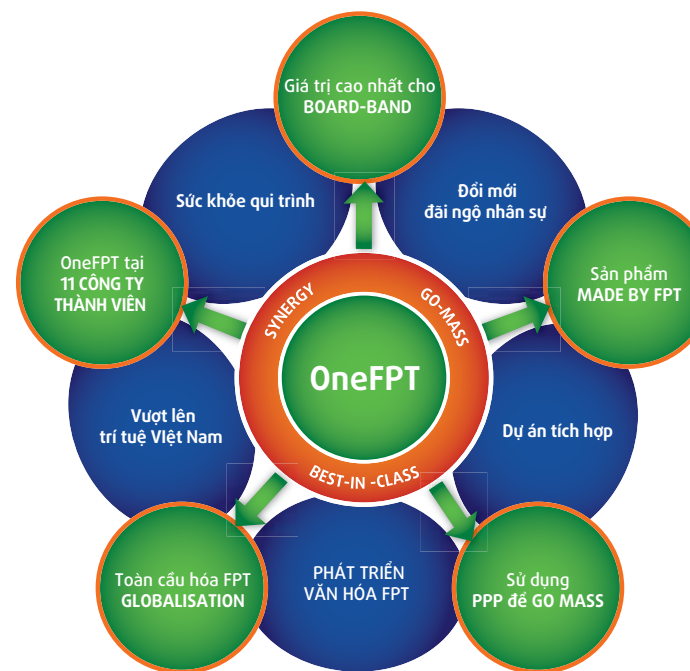 Giá trị cao nhất cho
BOARD-BAND
Sức khỏe qui trình
Đổi mới
đãi ngộ nhân sự
OneFPT tại
11 CÔNG TY
THÀNH VIÊN
Sản phẩm
MADE BY FPT
SYNERGY
GO-MASS
OneFPT
BEST-IN -CLASS
Vượt lên
trí tuệ VIệt Nam
Dự án tích hợp
Toàn cầu hóa FPT
GLOBALISATION
PHÁT TRIỂN
VĂN HÓA FPT
Sử dụng
PPP để GO MASS